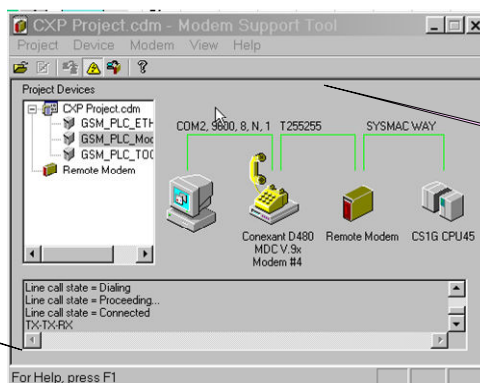 CXP Project.cdm - Modem Support Tool
Project Device Modem View Help
Project Devices
CXP Project.cdm
GSM_PLC_ETH
GSM_PLC_Moc
GSM_PLC_TOC
Remote Modem
COM2, 9600, 8, N, 1 T255255 SYSMAC WAY
Conexant D480
MDC V.9x
Modem #4
Remote Modem
CS1G CPU45
Line call state = Dialing
Line call state = Proceeding...
Line call state = Connected
TX-TX-RX
For Help, press F1